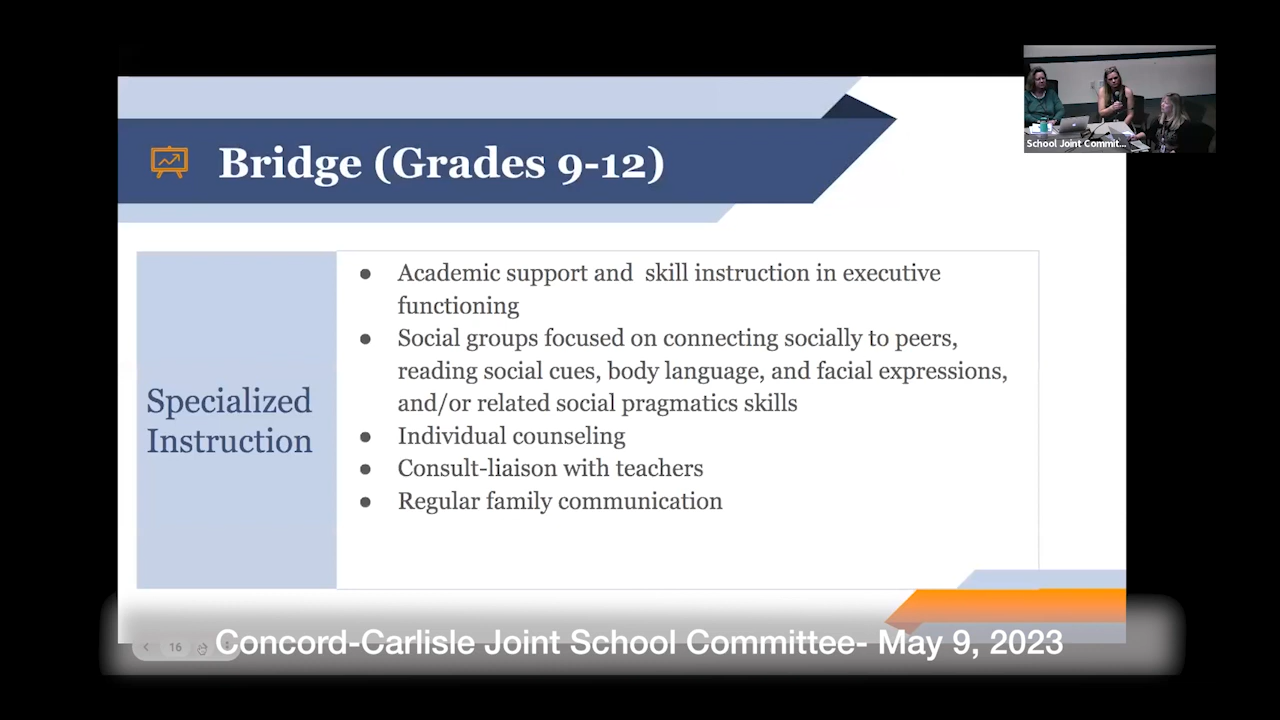 School Joint Commit...
Bridge (Grades 9-12)
Specialized
Instruction
● Academic support and skill instruction in executive
functioning
● Social groups focused on connecting socially to peers,
reading social cues, body language, and facial expressions,
and/or related social pragmatics skills
● Individual counseling
● Consult-liaison with teachers
● Regular family communication
16
Concord-Carlisle Joint School Committee- May 9, 2023